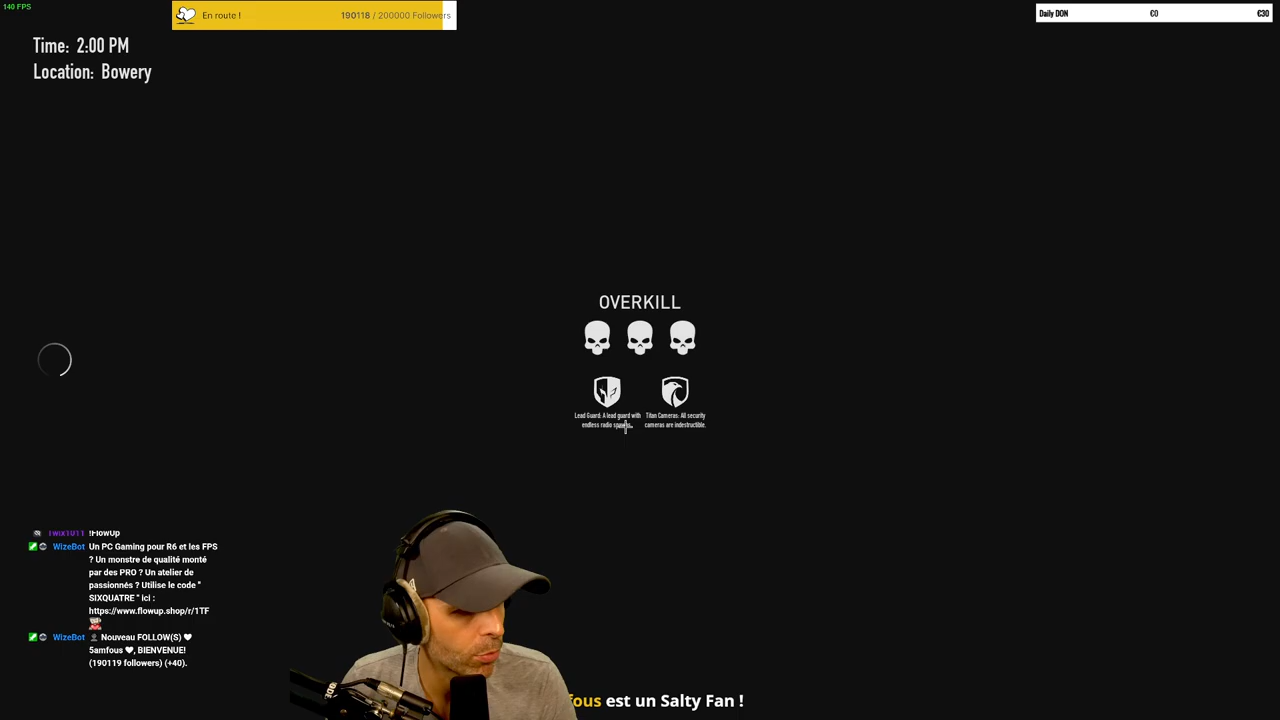 140 FPS
En route !
190118 / 200000 Followers
Daily DON
€0
€30
Time: 2:00 PM
Location: Bowery
OVERKILL
Lead Guard: A lead guard with
endless radio
Titan Cameras: All security
cameras are indestructible.
Twix1011 !FlowUp
WizeBot Un PC Gaming pour R6 et les FPS
? Un monstre de qualité monté
par des PRO ? Un atelier de
passionnés ? Utilise le code "
SIXQUATRE " ici :
https://www.flowup.shop/r/1TF
WizeBot Nouveau FOLLOW(S)
5amfous , BIENVENUE!
(190119 followers) (+40).
fous est un Salty Fan !